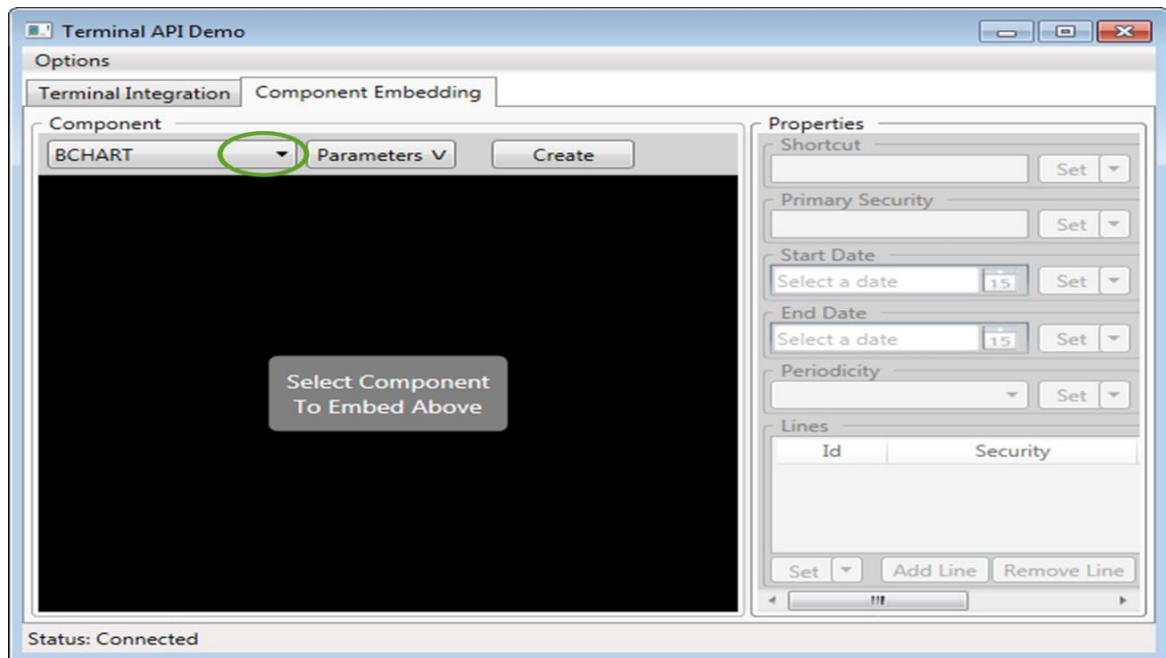 Terminal API Demo
Options
Terminal Integration Component Embedding
Component
BCHART Parameters V Create
Select Component
To Embed Above
Properties
Shortcut
Set
Primary Security
Set
Start Date
Select a date 15 Set
End Date
Select a date 15 Set
Periodicity
Set
Lines
Id Security
Set Add Line Remove Line
Status: Connected